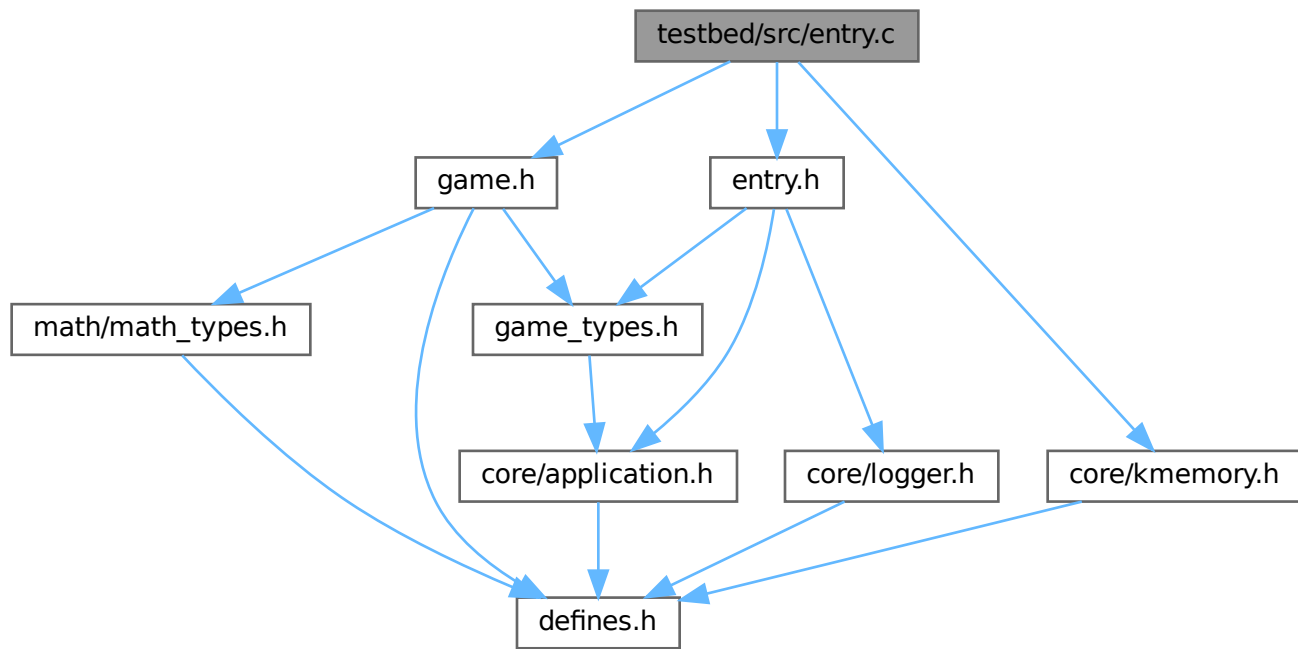 testbed/src/entry.c
game.h
entry.h
math/math_types.h
game_types.h
core/application.h
core/logger.h
core/kmemory.h
defines.h